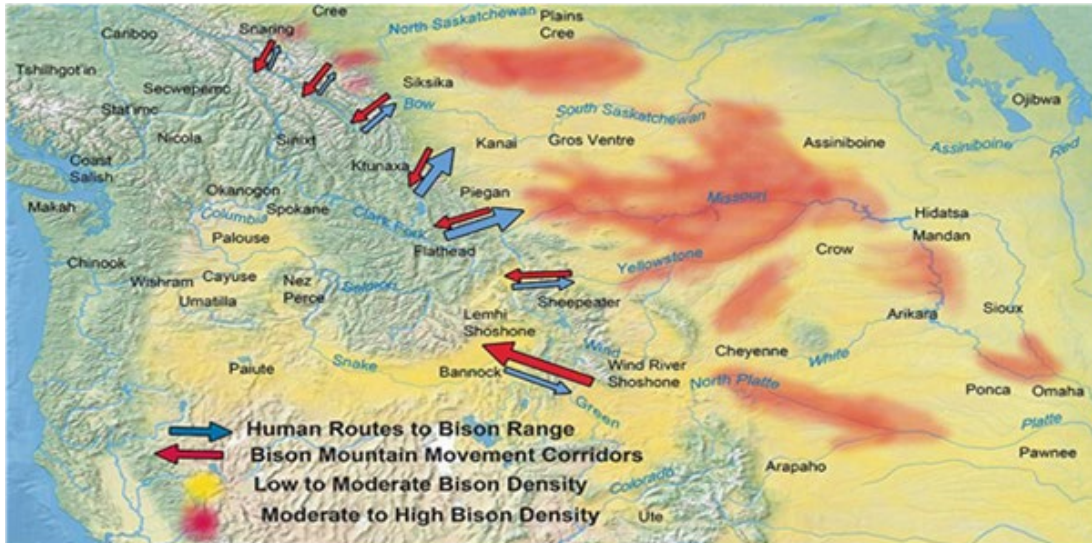 Cree
Snaring
Cariboo
North Saskatchewan
Plains
Cree
Tshilhgot'in
Secwepemc
Siksika
Bow
Stat'imc
South Saskatchewan
Ojibwa
Nicola
Sinixt
Kanai
Gros Ventre
Assiniboine
Assiniboine
Red
Coast
Salish
Ktunaxa
Piegan
Okanogon
Makah
Spokane
Columbia
Clark Fork
Missouri
Hidatsa
Mandan
Palouse
Flathead
Crow
Chinook
Wishram
Cayuse
Nez
Perce
Salmon
Yellowstone
Umatilla
Sheepeater
Sioux
Lemhi
Shoshone
Arikara
Wind
Cheyenne
White
Paiute
Snake
Bannock
Wind River
Shoshone
North Platte
Ponca
Omaha
Green
Platte
Human Routes to Bison Range
Bison Mountain Movement Corridors
Pawnee
Arapaho
Low to Moderate Bison Density
Colorado
Moderate to High Bison Density
Ute